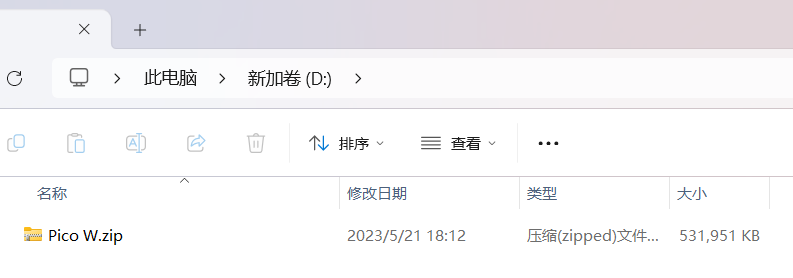 此电脑 新加卷 (D:)
排序 查看
名称 修改日期 类型 大小
Pico W.zip 2023/5/21 18:12 压缩(zipped)文件... 531,951 KB